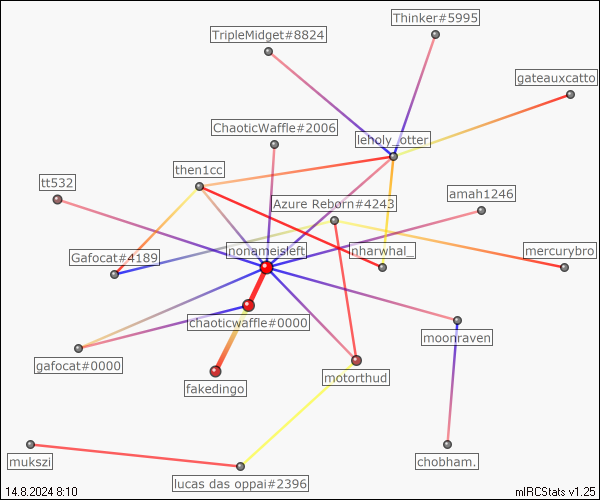 Thinker#5995
TripleMidget#8824
gateauxcatto
ChaoticWaffle#2006
leholy_otter
then1cc
tt532
amah1246
Azure Reborn#4243
nonameisleft
nharwhal_
mercurybro
Gafocat#4189
chaoticwaffle#0000
moonraven
gafocat#0000
motorthud
fakedingo
mukszi
chobham.
lucas das oppai#2396
14.8.2024 8:10
mIRCStats v1.25